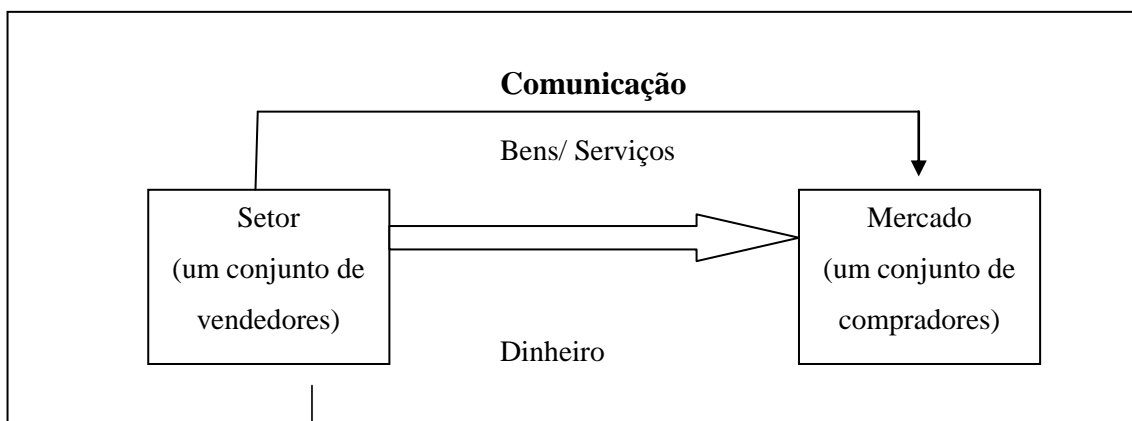 Comunicação
Bens/ Serviços
Setor
(um conjunto de
vendedores)
Mercado
(um conjunto de
compradores)
Dinheiro